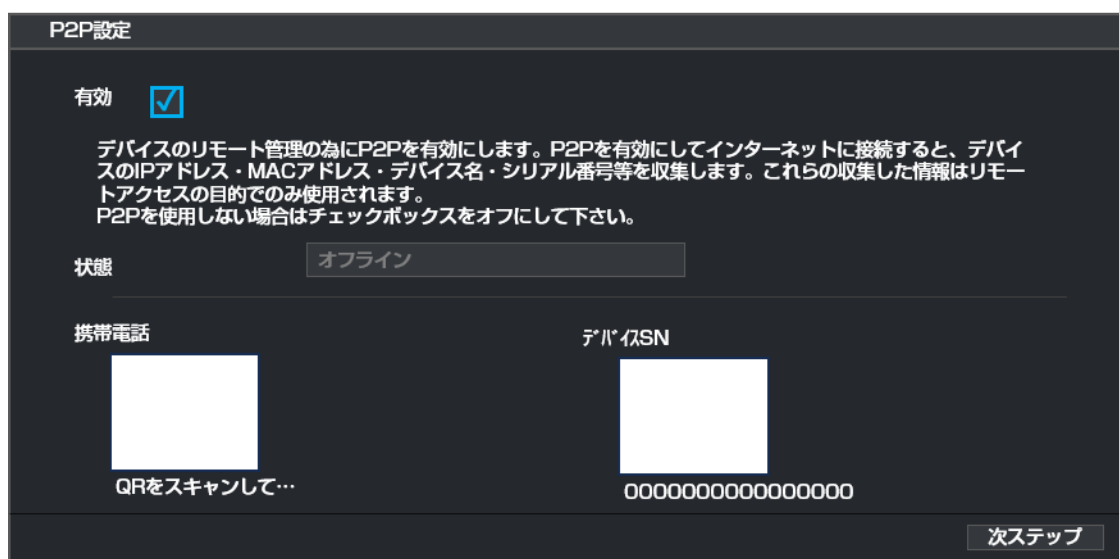 P2P設定
有効
デバイスのリモート管理の為にP2Pを有効にします。P2Pを有効にしてインターネットに接続すると、デバイ
スのIPアドレス・MACアドレス・デバイス名・シリアル番号等を収集します。これらの収集した情報はリモー
トアクセスの目的でのみ使用されます。
P2Pを使用しない場合はチェックボックスをオフにして下さい。
状態
オフライン
携帯電話
ﾃﾞﾊﾞｲｽSN
QRをスキャンして…
0000000000000000
次ステップ